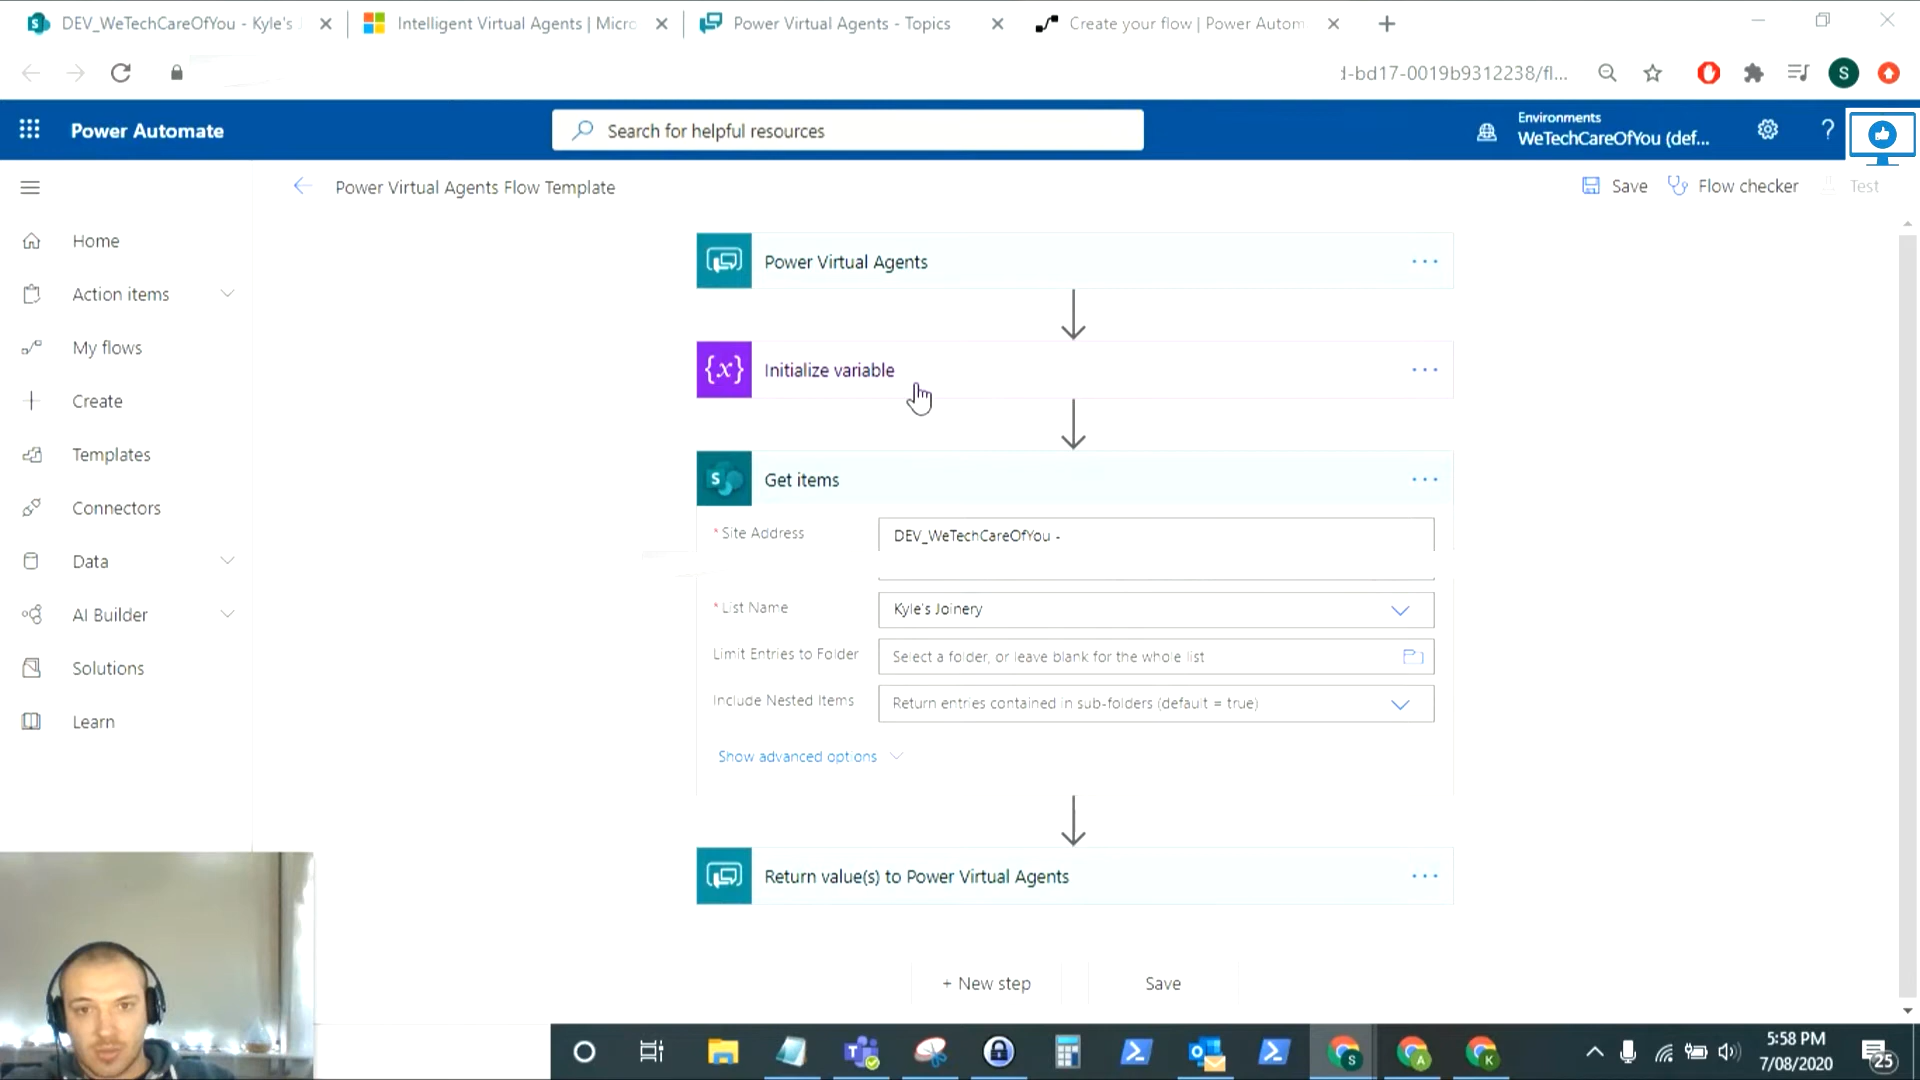 DEV_WeTechCareOfYou - Kyle's
Intelligent Virtual Agents | Micro
Power Virtual Agents - Topics
Create your flow | Power Autom
d-bd17-0019b9312238/fl...
S
Power Automate
Search for helpful resources
Environments
WeTechCareOfYou (def...
?
Power Virtual Agents Flow Template
Save
Flow checker
Test
Home
Action items
My flows
Create
Templates
Connectors
Data
AI Builder
Solutions
Learn
Power Virtual Agents
{x}
Initialize variable
S
Get items
* Site Address
DEV_WeTechCareOfYou -
* List Name
Kyle's Joinery
Limit Entries to Folder
Select a folder, or leave blank for the whole list
Include Nested Items
Return entries contained in sub-folders (default = true)
Show advanced options
Return value(s) to Power Virtual Agents
+ New step
Save
S
A
K
5:58 PM
7/08/2020
25